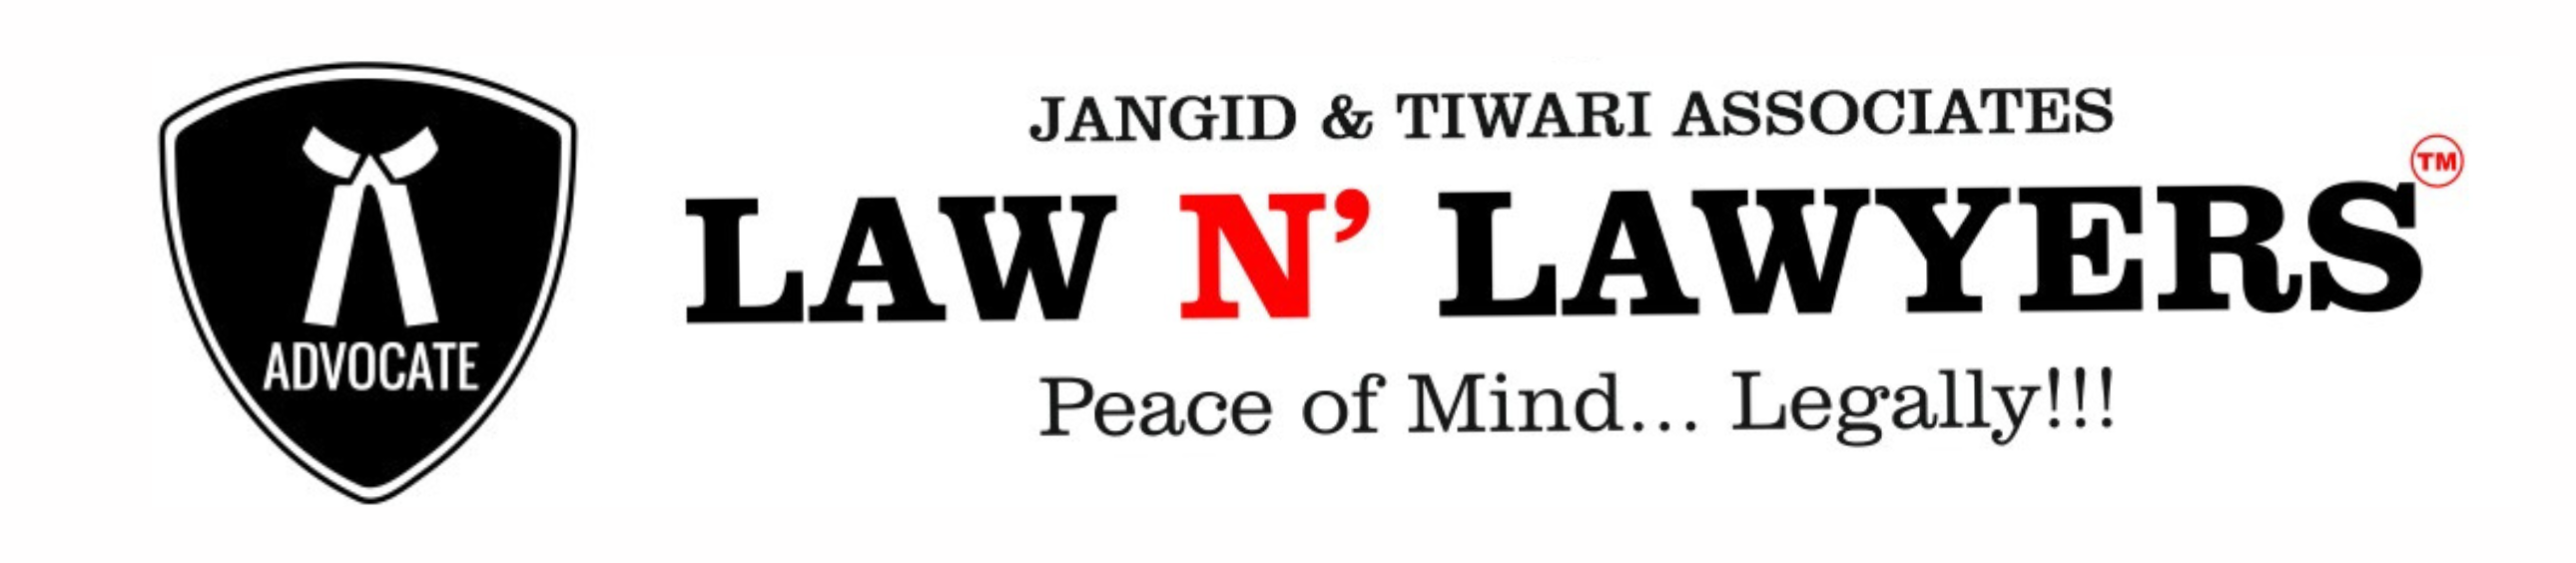 JANGID & TIWARI ASSOCIATES
LAW N’ LAWYERS TM
Peace of Mind... Legally!!!
ADVOCATE